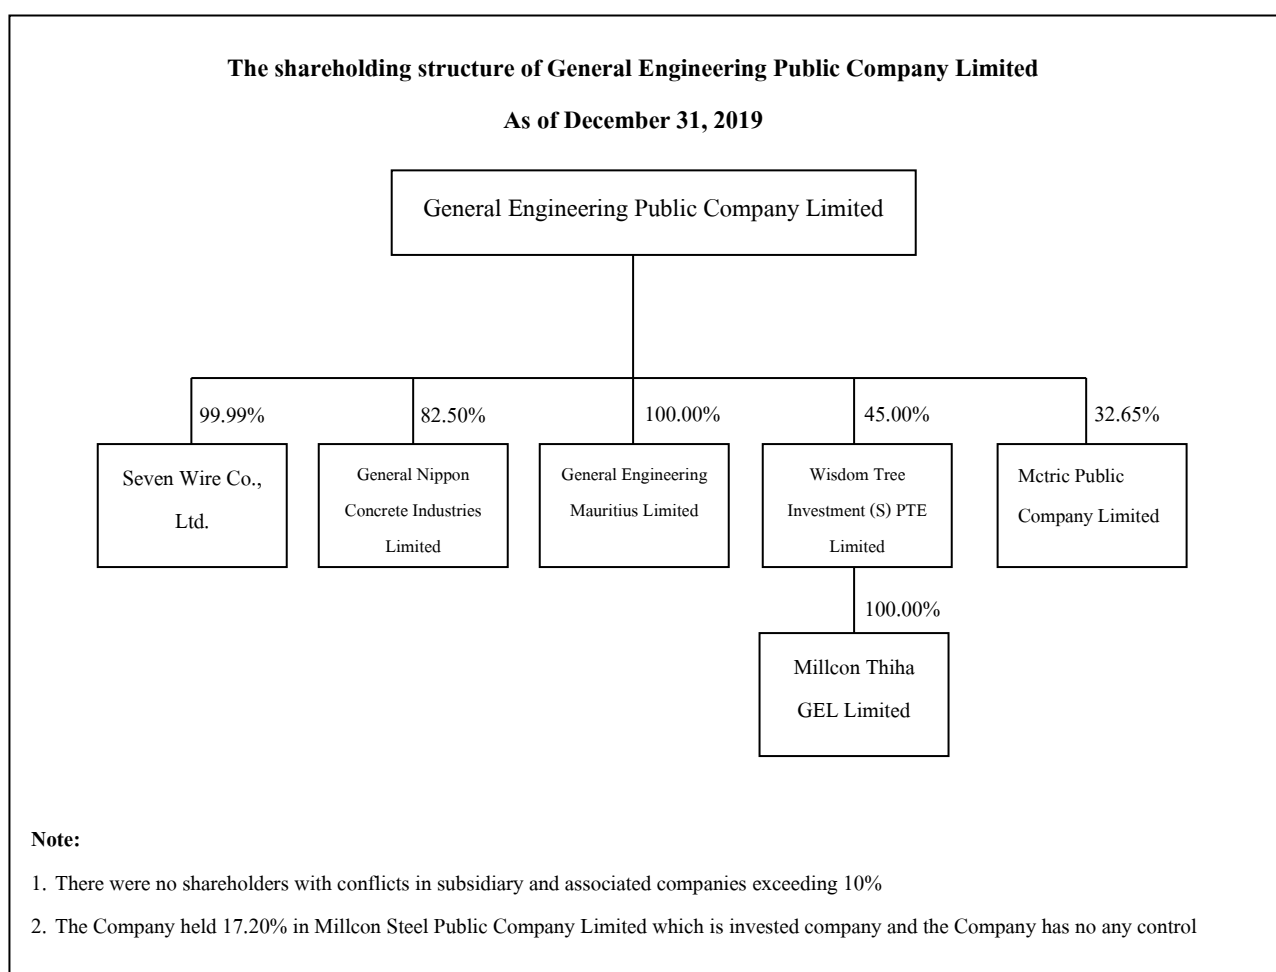 The shareholding structure of General Engineering Public Company Limited
As of December 31, 2019
General Engineering Public Company Limited
99.99%
82.50%
100.00%
45.00%
32.65%
Seven Wire Co.,
Ltd.
General Nippon
Concrete Industries
Limited
General Engineering
Mauritius Limited
Wisdom Tree
Investment (S) PTE
Limited
Mctric Public
Company Limited
100.00%
Millcon Thiha
GEL Limited
Note:
1. There were no shareholders with conflicts in subsidiary and associated companies exceeding 10%
2. The Company held 17.20% in Millcon Steel Public Company Limited which is invested company and the Company has no any control